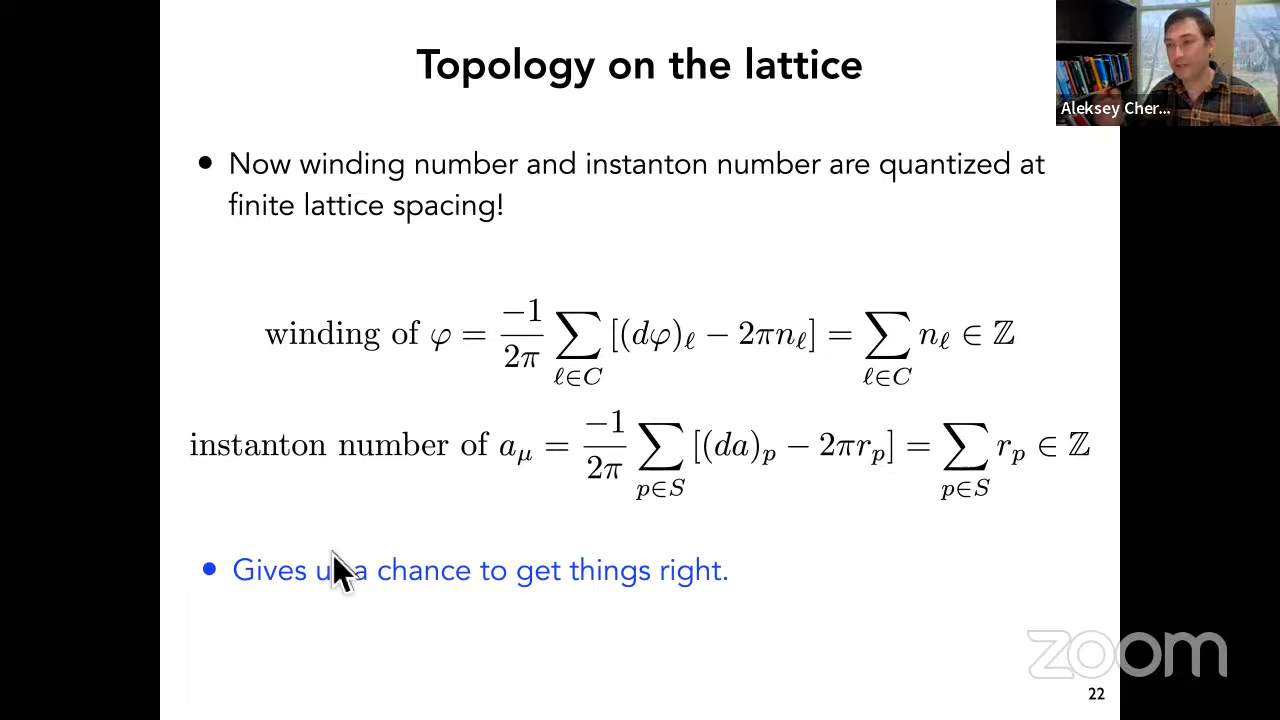 Topology on the lattice
Aleksey Cher...
• Now winding number and instanton number are quantized at
finite lattice spacing!
winding of φ = −1/2π ∑_{ℓ∈C} [(dφ)_ℓ − 2πn_ℓ] = ∑_{ℓ∈C} n_ℓ ∈ ℤ
instanton number of a_μ = −1/2π ∑_{p∈S} [(da)_p − 2πr_p] = ∑_{p∈S} r_p ∈ ℤ
• Gives us a chance to get things right.
zoom
22